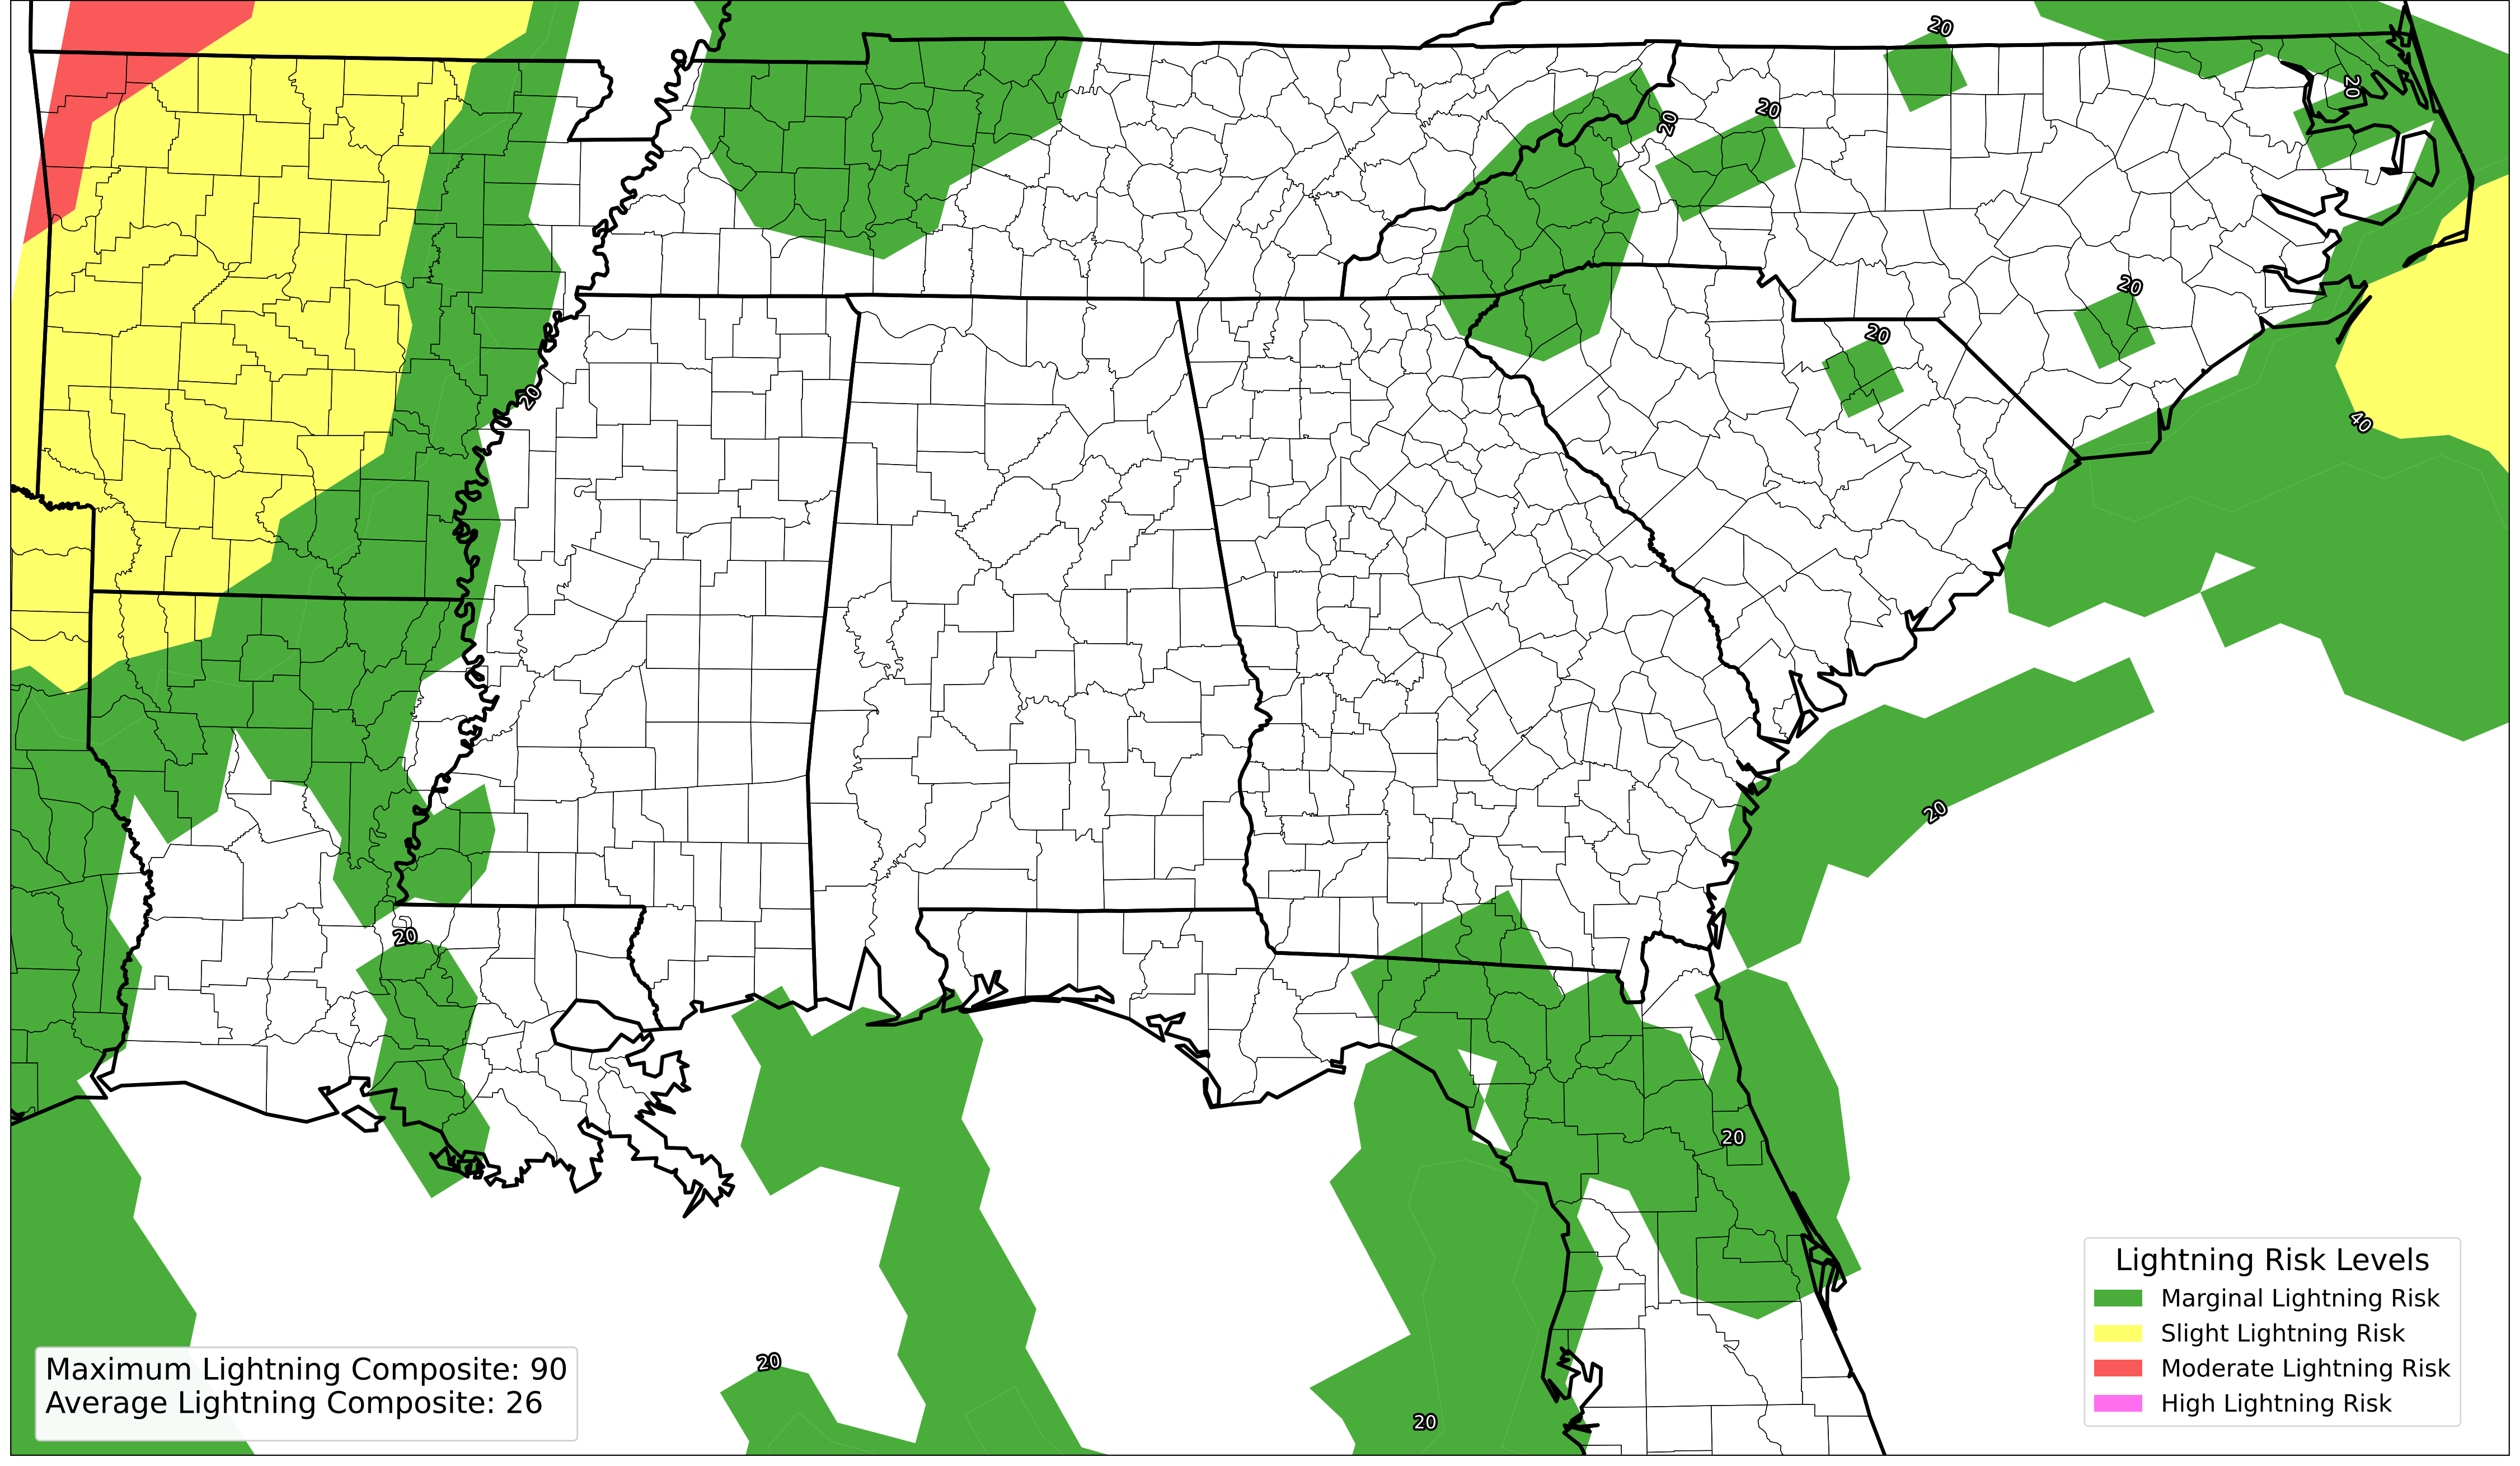 20
20
20
20
20
20
20
20
40
20
20
20
20
20
Lightning Risk Levels
Marginal Lightning Risk
Slight Lightning Risk
Moderate Lightning Risk
High Lightning Risk
Maximum Lightning Composite: 90
Average Lightning Composite: 26